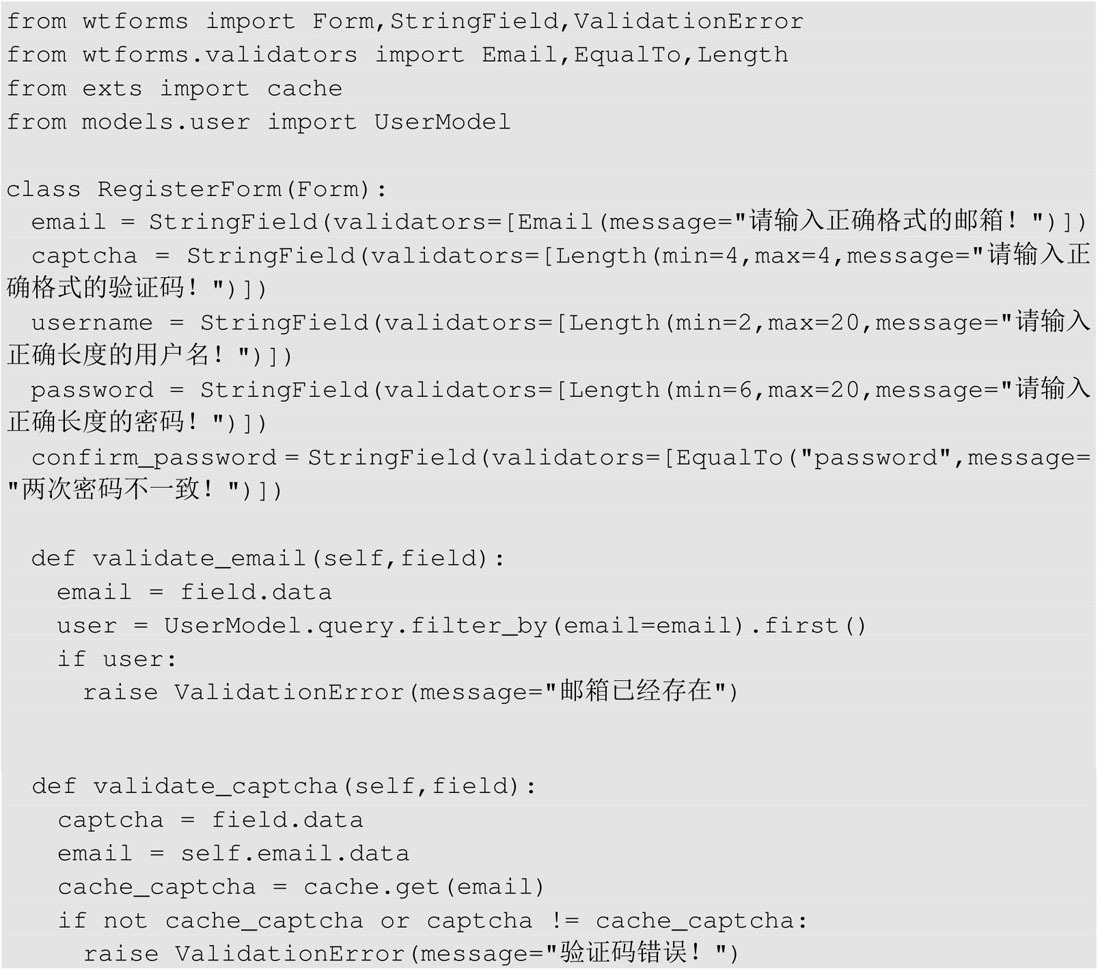 from wtforms import Form,StringField,ValidationError
from wtforms.validators import Email,EqualTo,Length
from exts import cache
from models.user import UserModel

class RegisterForm(Form):
  email = StringField(validators=[Email(message="请输入正确格式的邮箱！")])
  captcha = StringField(validators=[Length(min=4,max=4,message="请输入正
确格式的验证码！")])
  username = StringField(validators=[Length(min=2,max=20,message="请输入
正确长度的用户名！")])
  password = StringField(validators=[Length(min=6,max=20,message="请输入
正确长度的密码！")])
  confirm_password = StringField(validators=[EqualTo("password",message=
"两次密码不一致！")])

  def validate_email(self,field):
    email = field.data
    user = UserModel.query.filter_by(email=email).first()
    if user:
      raise ValidationError(message="邮箱已经存在")

  def validate_captcha(self,field):
    captcha = field.data
    email = self.email.data
    cache_captcha = cache.get(email)
    if not cache_captcha or captcha != cache_captcha:
      raise ValidationError(message="验证码错误！")